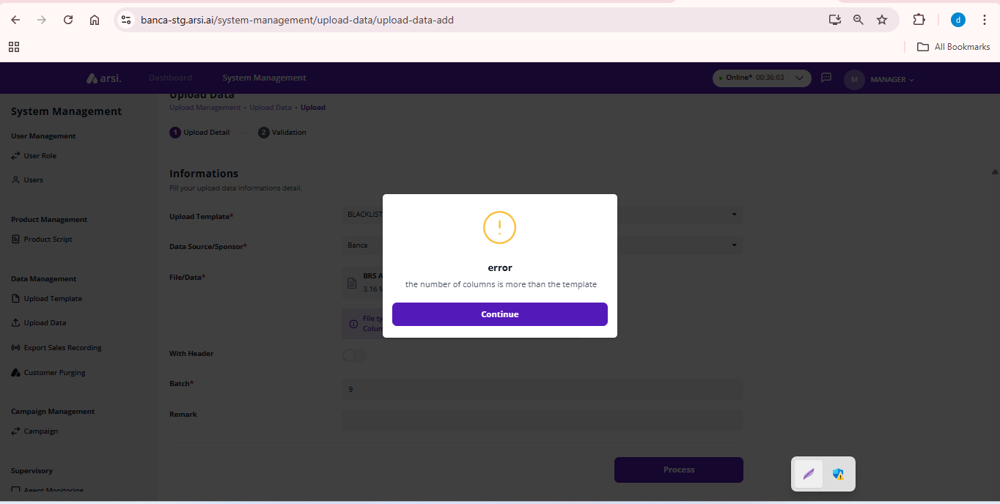 banca-stg.arsi.ai/system-management/upload-data/upload-data-add
d
All Bookmarks
arsi.
Dashboard
System Management
Online* 00:36:03
M
MANAGER
System Management
User Management
User Role
Users
Product Management
Product Script
Data Management
Upload Template
Upload Data
Export Sales Recording
Customer Purging
Campaign Management
Campaign
Supervisory
Agent Monitoring
Upload Data
Upload Management • Upload Data • Upload
1 Upload Detail
2 Validation
Informations
Fill your upload data informations detail.
Upload Template*
BLACKLIST
Data Source/Sponsor*
Banca
File/Data*
BRS A
3.16 M
File ty
Colum
With Header
Batch*
9
Remark
Process
error
the number of columns is more than the template
Continue